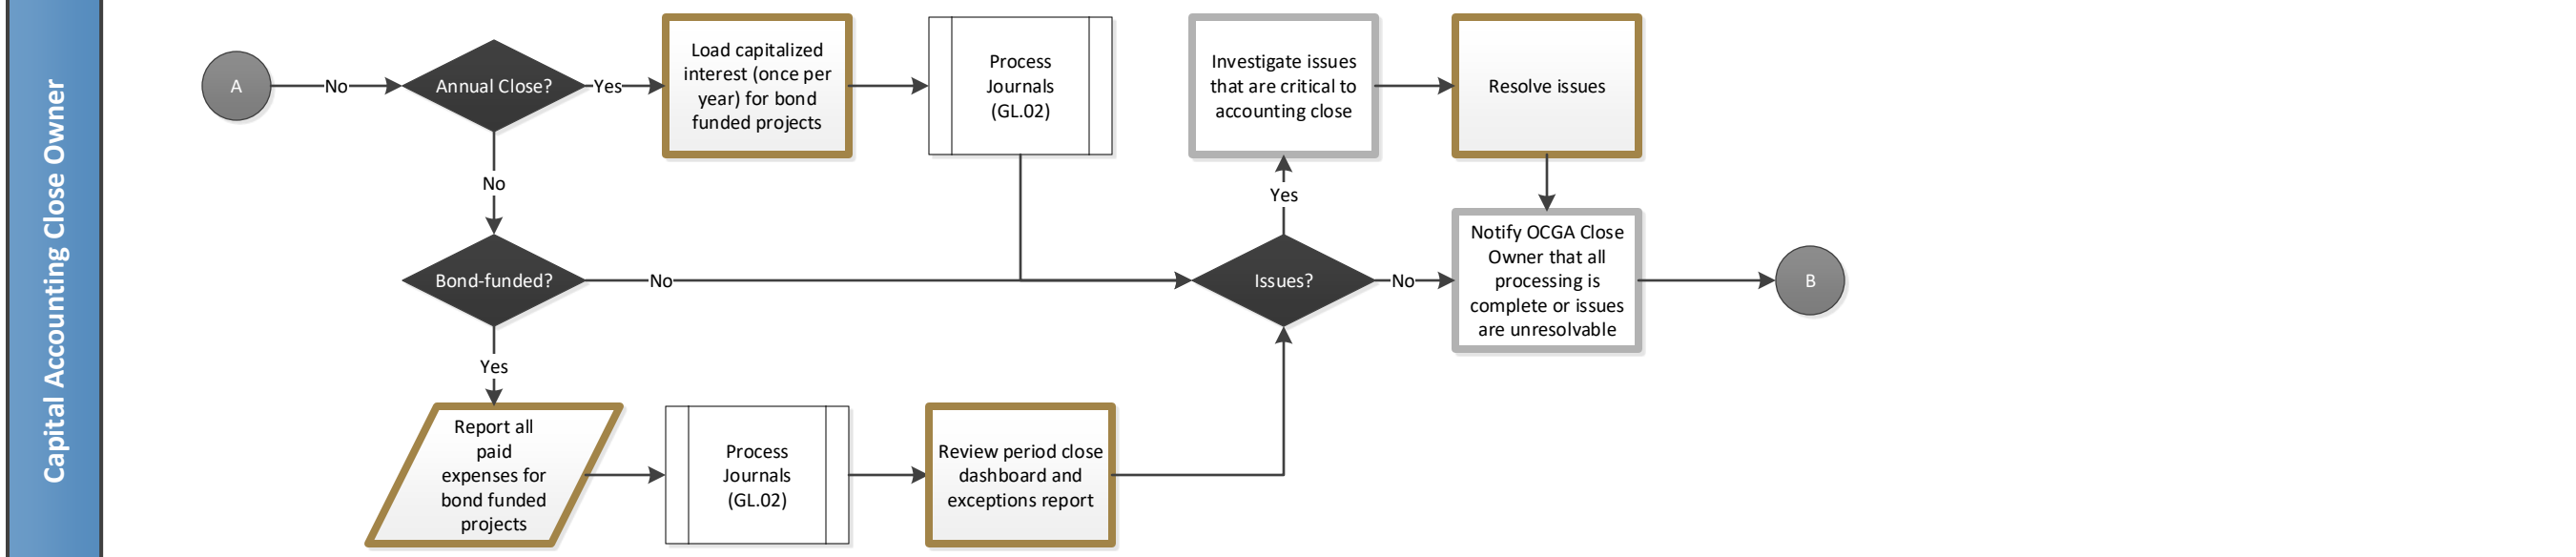 Capital Accounting Close Owner
A
No
Annual Close?
Yes
Load capitalized
interest (once per
year) for bond
funded projects
Process
Journals
(GL.02)
Investigate issues
that are critical to
accounting close
Resolve issues
No
Yes
Bond-funded?
No
Issues?
No
Notify OCGA Close
Owner that all
processing is
complete or issues
are unresolvable
B
Yes
Report all
paid
expenses for
bond funded
projects
Process
Journals
(GL.02)
Review period close
dashboard and
exceptions report